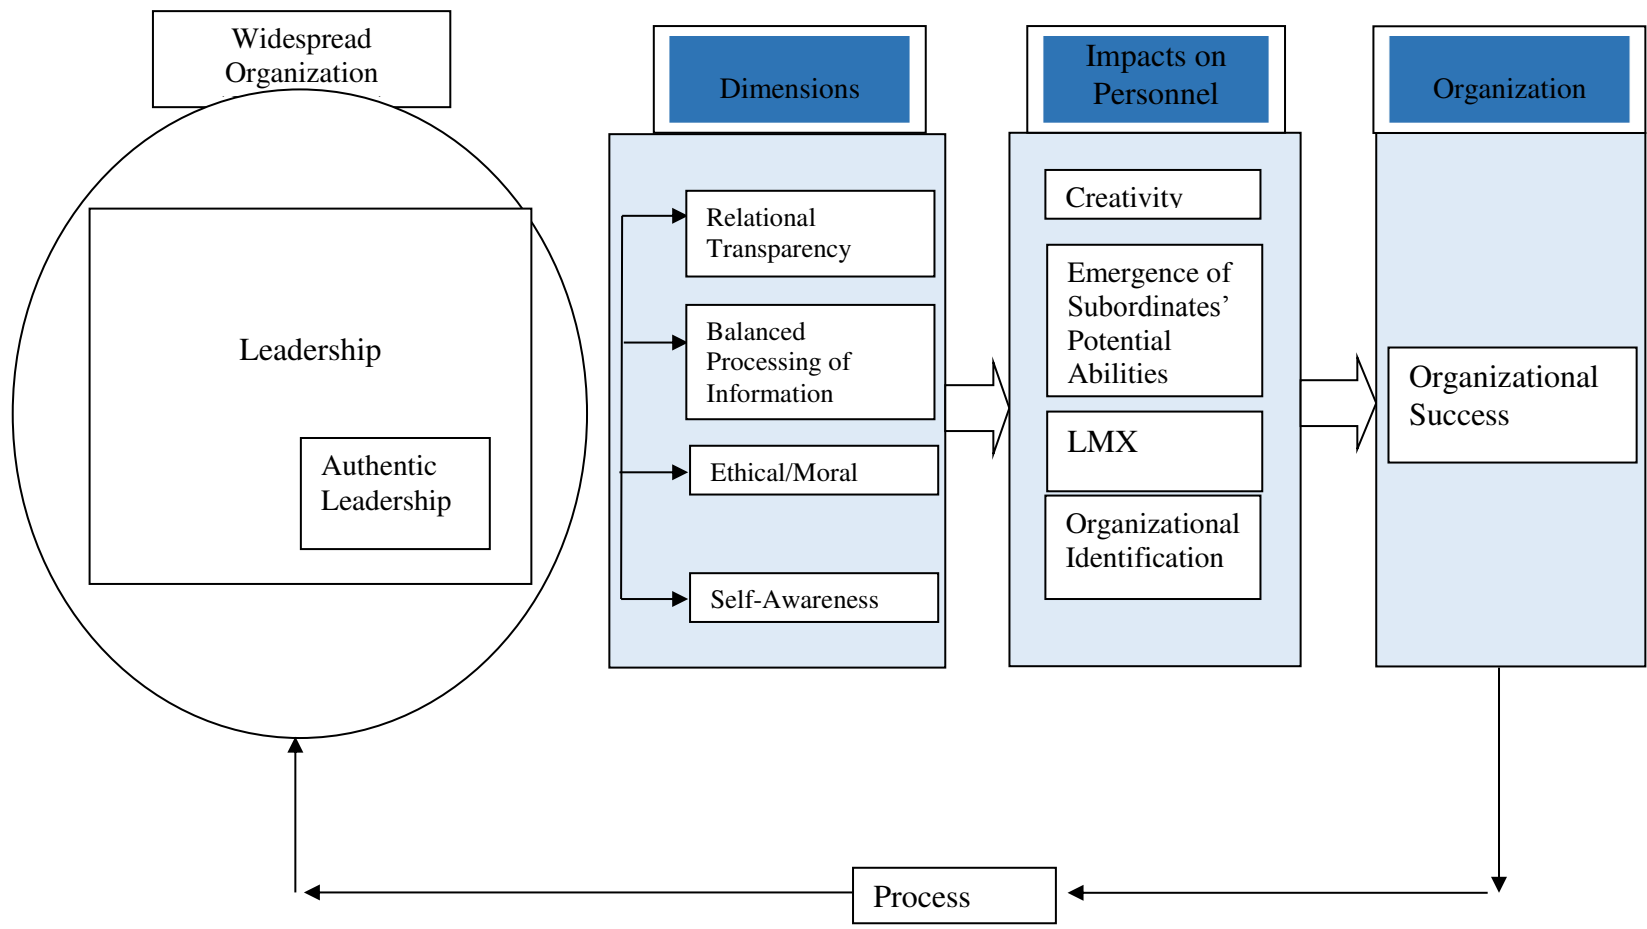 Widespread
Organization
Leadership
Authentic
Leadership
Dimensions
Relational
Transparency
Balanced
Processing of
Information
Ethical/Moral
Self-Awareness
Impacts on
Personnel
Creativity
Emergence of
Subordinates’
Potential
Abilities
LMX
Organizational
Identification
Organization
Organizational
Success
Process